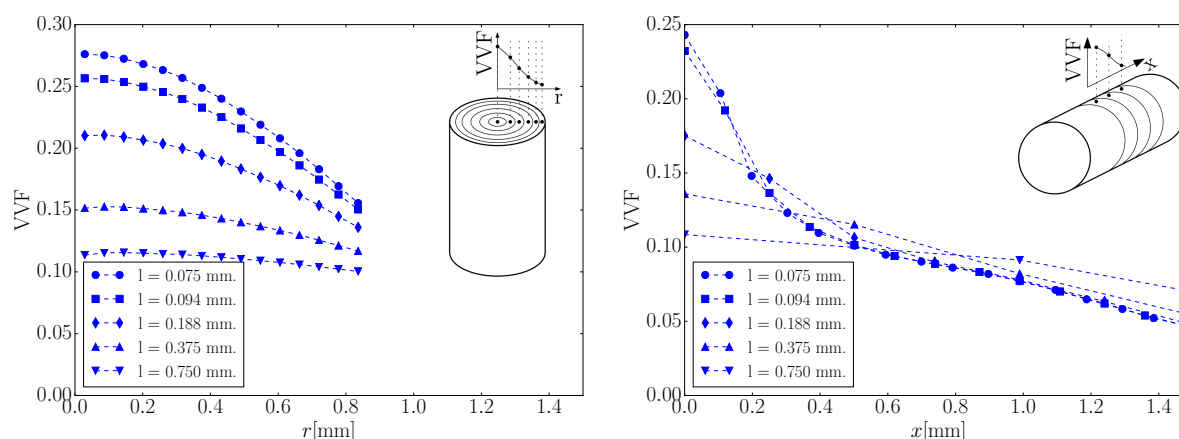 0.30
0.25
0.20
0.15
0.10
0.05
0.00
VVF
0.0 0.2 0.4 0.6 0.8 1.0 1.2 1.4
r[mm]
l = 0.075 mm.
l = 0.094 mm.
l = 0.188 mm.
l = 0.375 mm.
l = 0.750 mm.
VVF
r
0.25
0.20
0.15
0.10
0.05
0.00
VVF
0.0 0.2 0.4 0.6 0.8 1.0 1.2 1.4
x[mm]
l = 0.075 mm.
l = 0.094 mm.
l = 0.188 mm.
l = 0.375 mm.
l = 0.750 mm.
VVF
x